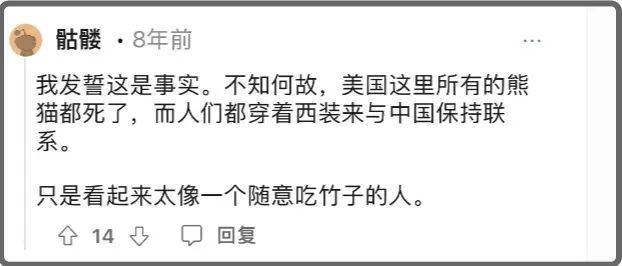 骷髅 · 8年前
我发誓这是事实。不知何故，美国这里所有的熊
猫都死了，而人们都穿着西装来与中国保持联
系。
只是看起来太像一个随意吃竹子的人。
14 回复